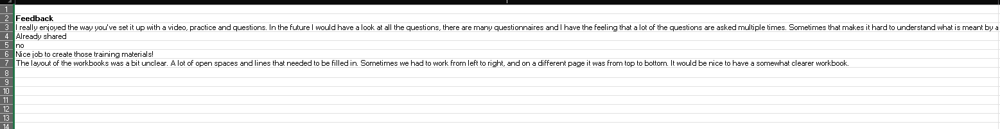 1
2 Feedback
3 I really enjoyed the way you've set it up with a video, practice and questions. In the future I would have a look at all the questions, there are many questionnaires and I have the feeling that a lot of the questions are asked multiple times. Sometimes that makes it hard to understand what is meant by a
4 Already shared
5 no
6 Nice job to create those training materials!
7 The layout of the workbooks was a bit unclear. A lot of open spaces and lines that needed to be filled in. Sometimes we had to work from left to right, and on a different page it was from top to bottom. It would be nice to have a somewhat clearer workbook.
8
9
10
11
12
13
14